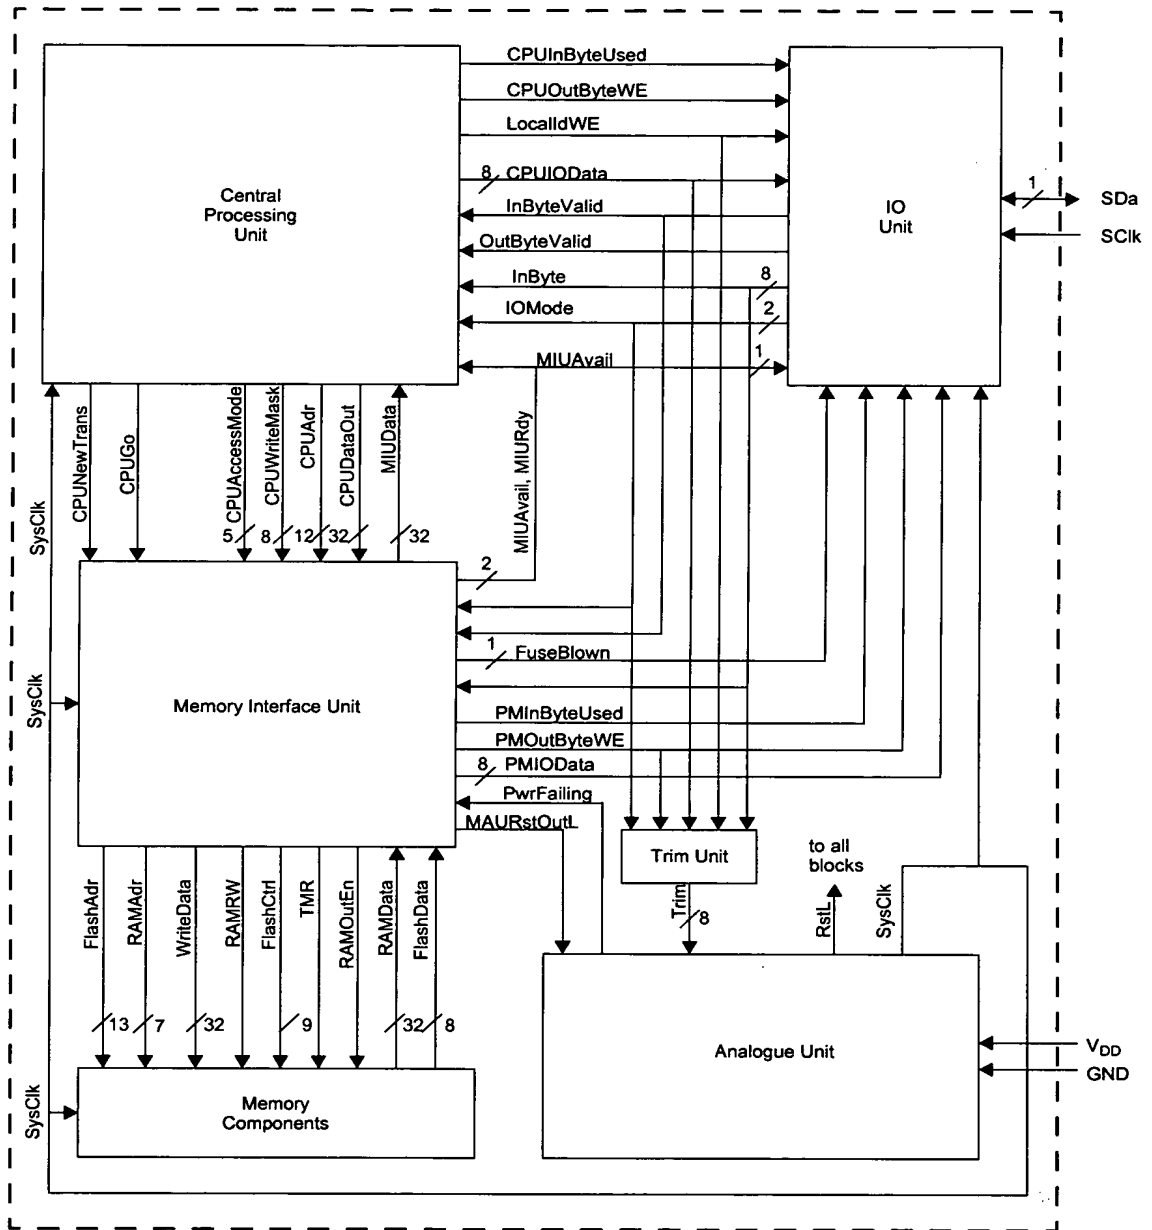 CPUInByteUsed
CPUOutByteWE
LocalIdWE
8 CPUIOData
InByteValid
OutByteValid
InByte 8
IOMode 2
MIUAvail 1
Central
Processing
Unit
IO
Unit
1
SDa
SClk
CPUNewTrans
CPUGo
CPUAccessMode
CPUWriteMask
CPUAdr
CPUDataOut
MIUData
5
8
12
32
32
MIUAvail, MIURdy
SysClk
2
1 FuseBlown
SysClk
Memory Interface Unit
PMInByteUsed
PMOutByteWE
8 PMIOData
PwrFailing
MAURstOutL
Trim Unit
to all
blocks
FlashAdr
RAMAdr
WriteData
RAMRW
FlashCtrl
TMR
RAMOutEn
RAMData
FlashData
Trim
8
RstL
SysClk
13
7
32
9
32
8
Analogue Unit
VDD
GND
SysClk
Memory
Components